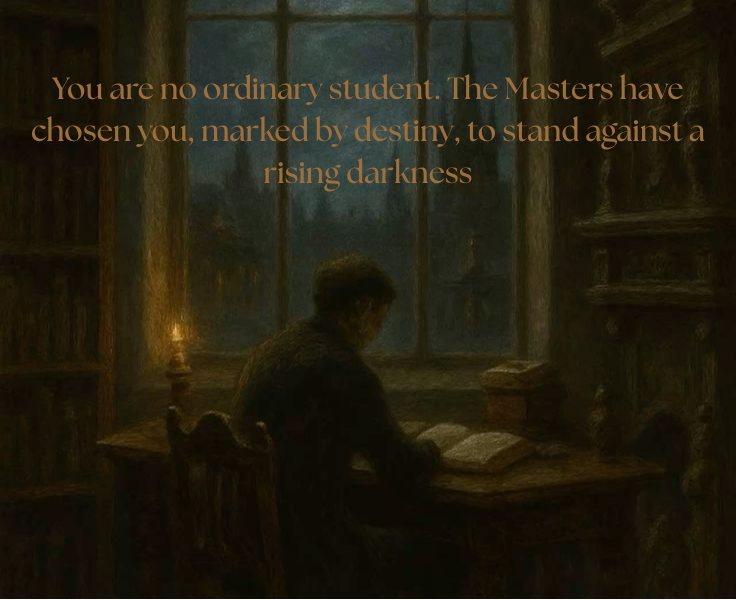 You are no ordinary student. The Masters have
chosen you, marked by destiny, to stand against a
rising darkness